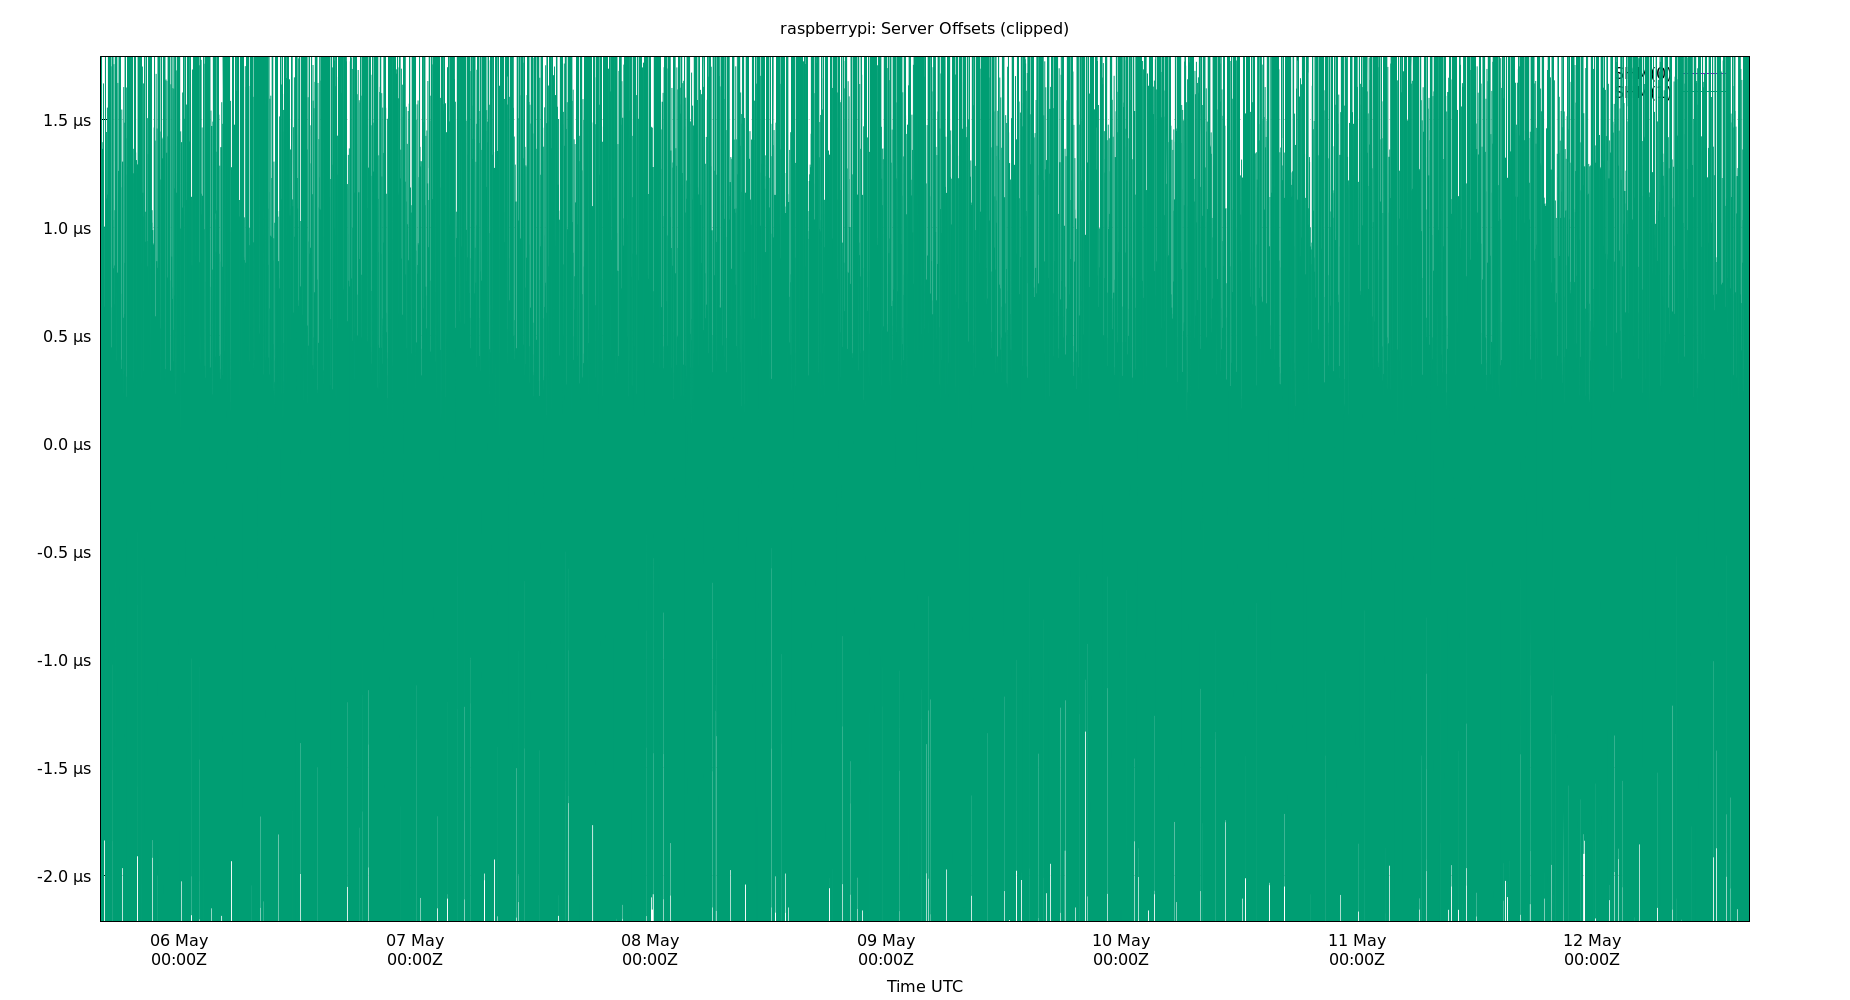 raspberrypi: Server Offsets (clipped)
1.5 µs
1.0 µs
0.5 µs
0.0 µs
-0.5 µs
-1.0 µs
-1.5 µs
-2.0 µs
06 May 07 May 08 May 09 May 10 May 11 May 12 May
00:00Z 00:00Z 00:00Z 00:00Z 00:00Z 00:00Z 00:00Z
Time UTC